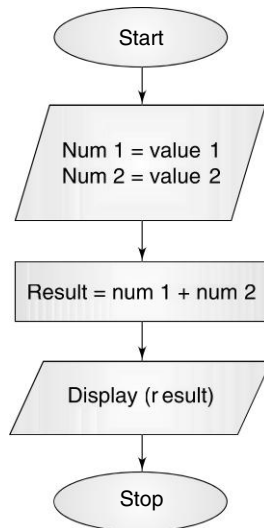 Start
Num 1 = value 1
Num 2 = value 2
Result = num 1 + num 2
Display (result)
Stop